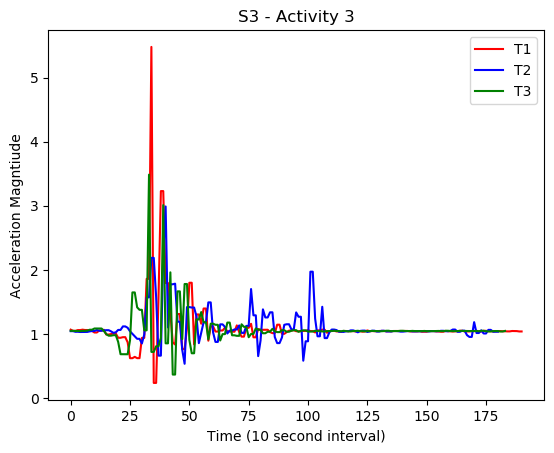 S3 - Activity 3
T1
T2
T3
5
4
3
2
1
0
Acceleration Magntiude
0 25 50 75 100 125 150 175
Time (10 second interval)